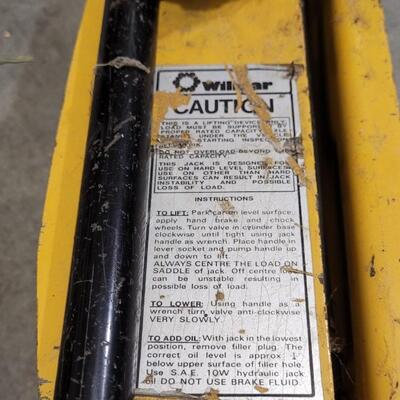 Wilmar
CAUTION
THIS IS A LIFTING DEVICE ONLY.
LOAD MUST BE SUPPORTED BY
PROPER RATED CAPACITY AXLE
STANDS UNDER THE VEHICLE
STARTING INSPECTION
DO NOT OVERLOAD BEYOND
RATED CAPACITY.
THIS JACK IS DESIGNED FOR
USE ON HARD LEVEL SURFACES
USE ON OTHER THAN HARD
SURFACES CAN RESULT IN JACK
INSTABILITY AND POSSIBLE
LOSS OF LOAD.
INSTRUCTIONS
TO LIFT: Park car on level surface,
apply hand brake and chock
wheels. Turn valve in cylinder base
clockwise until tight using jack
handle as wrench. Place handle in
lever socket and pump handle up
and down to lift.
ALWAYS CENTRE THE LOAD ON
SADDLE of jack. Off centre load
can be unstable resulting in
possible loss of load.
TO LOWER: Using handle as a
wrench turn valve anti-clockwise
VERY SLOWLY.
TO ADD OIL: With jack in the lowest
position, remove filler plug. The
correct oil level is approx
below upper surface of filler hole.
Use S.A.E. 10W hydraulic jack
oil DO NOT USE BRAKE FLUID.